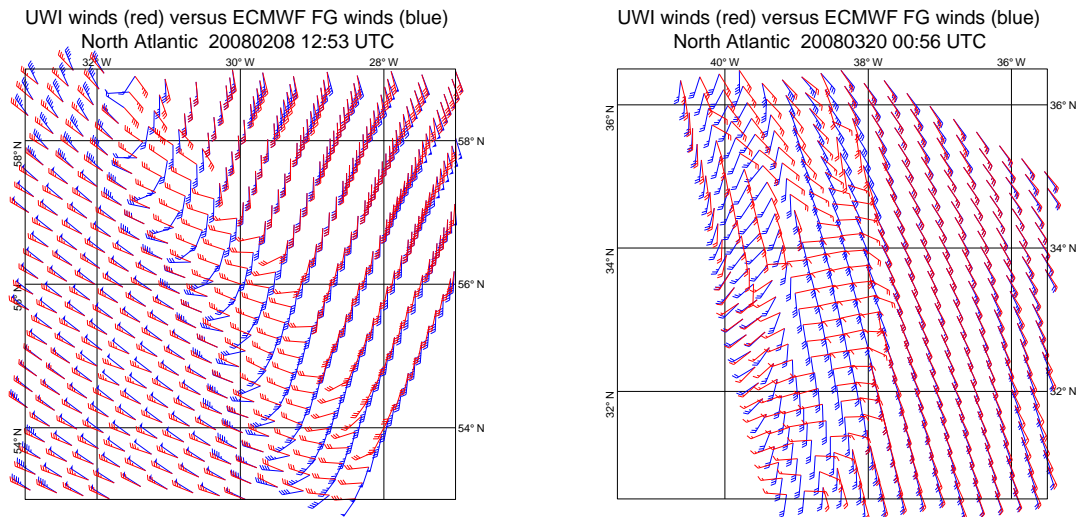 UWI winds (red) versus ECMWF FG winds (blue)
North Atlantic 20080208 12:53 UTC
32°W 30°W 28°W
58°N 58°N
56°N 56°N
54°N 54°N
UWI winds (red) versus ECMWF FG winds (blue)
North Atlantic 20080320 00:56 UTC
40°W 38°W 36°W
36°N 36°N
34°N 34°N
32°N 32°N